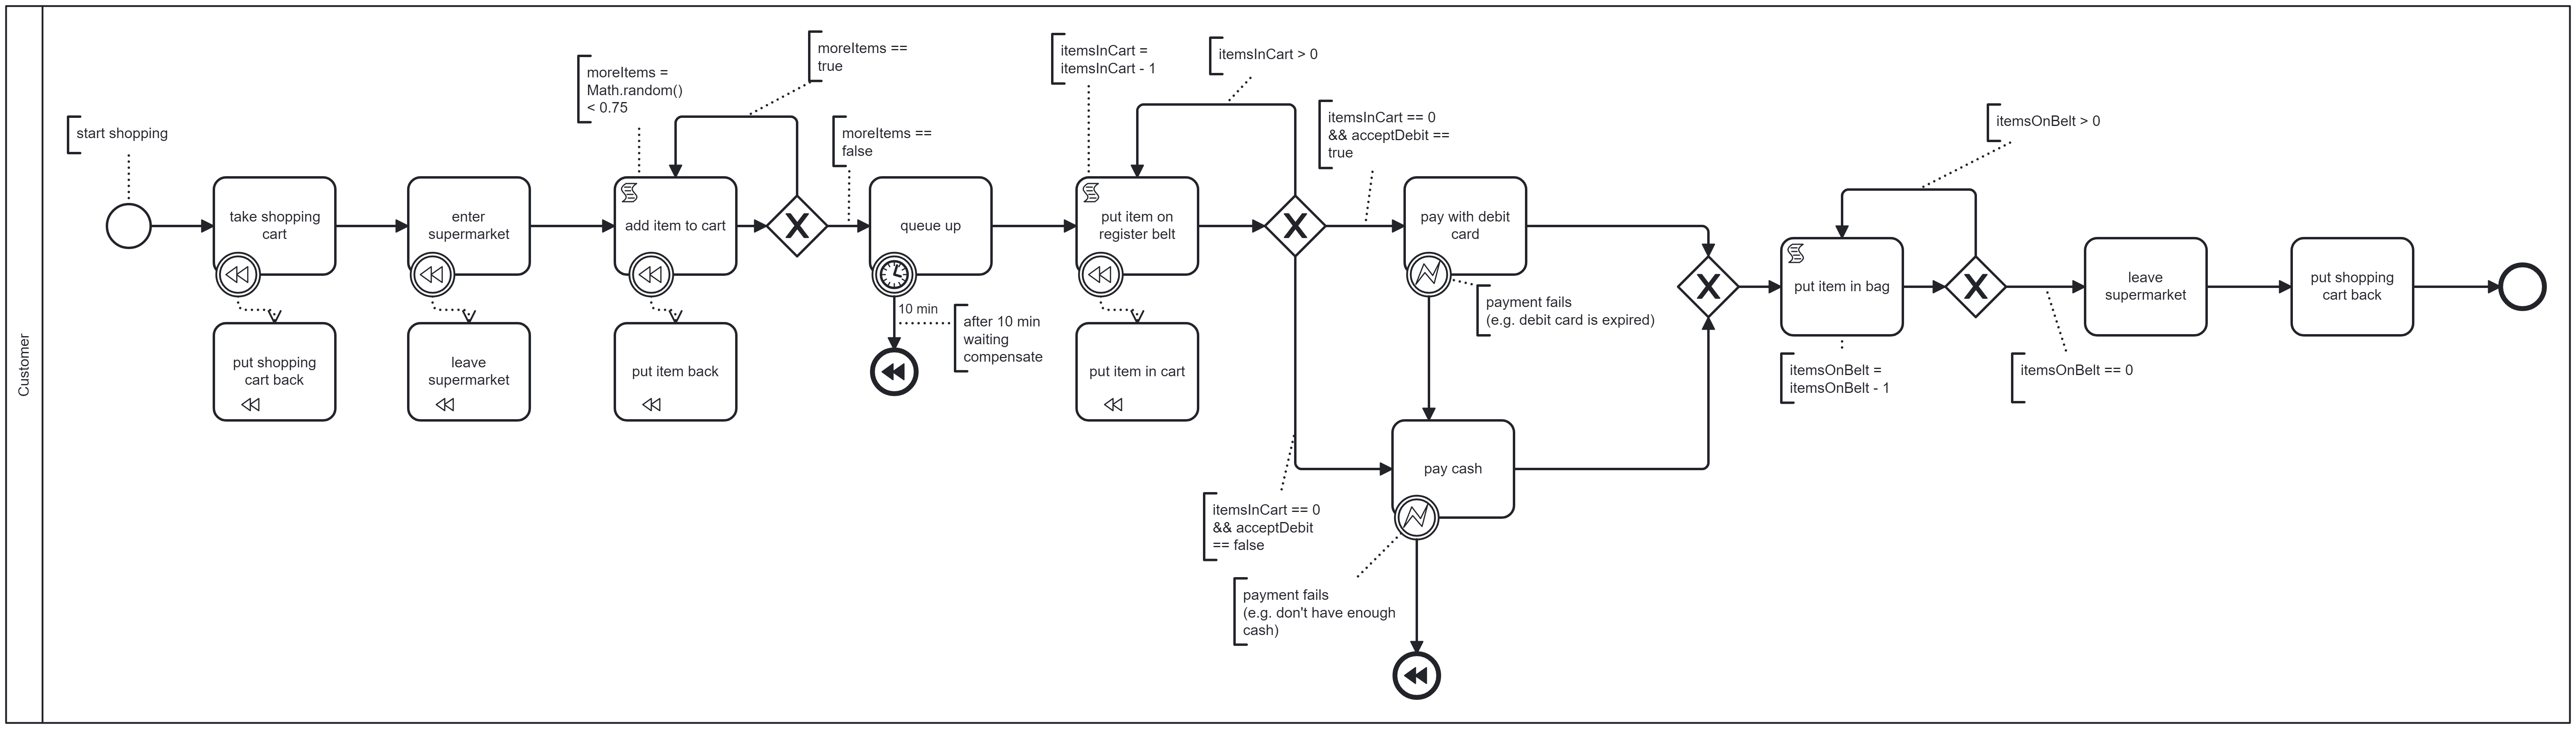 Customer
start shopping
take shopping
cart
put shopping
cart back
enter
supermarket
leave
supermarket
moreItems =
Math.random()
< 0.75
add item to cart
put item back
moreItems ==
true
moreItems ==
false
queue up
10 min
after 10 min
waiting
compensate
itemsInCart =
itemsInCart - 1
put item on
register belt
put item in cart
itemsInCart > 0
itemsInCart == 0
&& acceptDebit ==
true
pay with debit
card
payment fails
(e.g. debit card is expired)
itemsInCart == 0
&& acceptDebit
== false
pay cash
payment fails
(e.g. don't have enough
cash)
put item in bag
itemsOnBelt =
itemsOnBelt - 1
itemsOnBelt > 0
itemsOnBelt == 0
leave
supermarket
put shopping
cart back